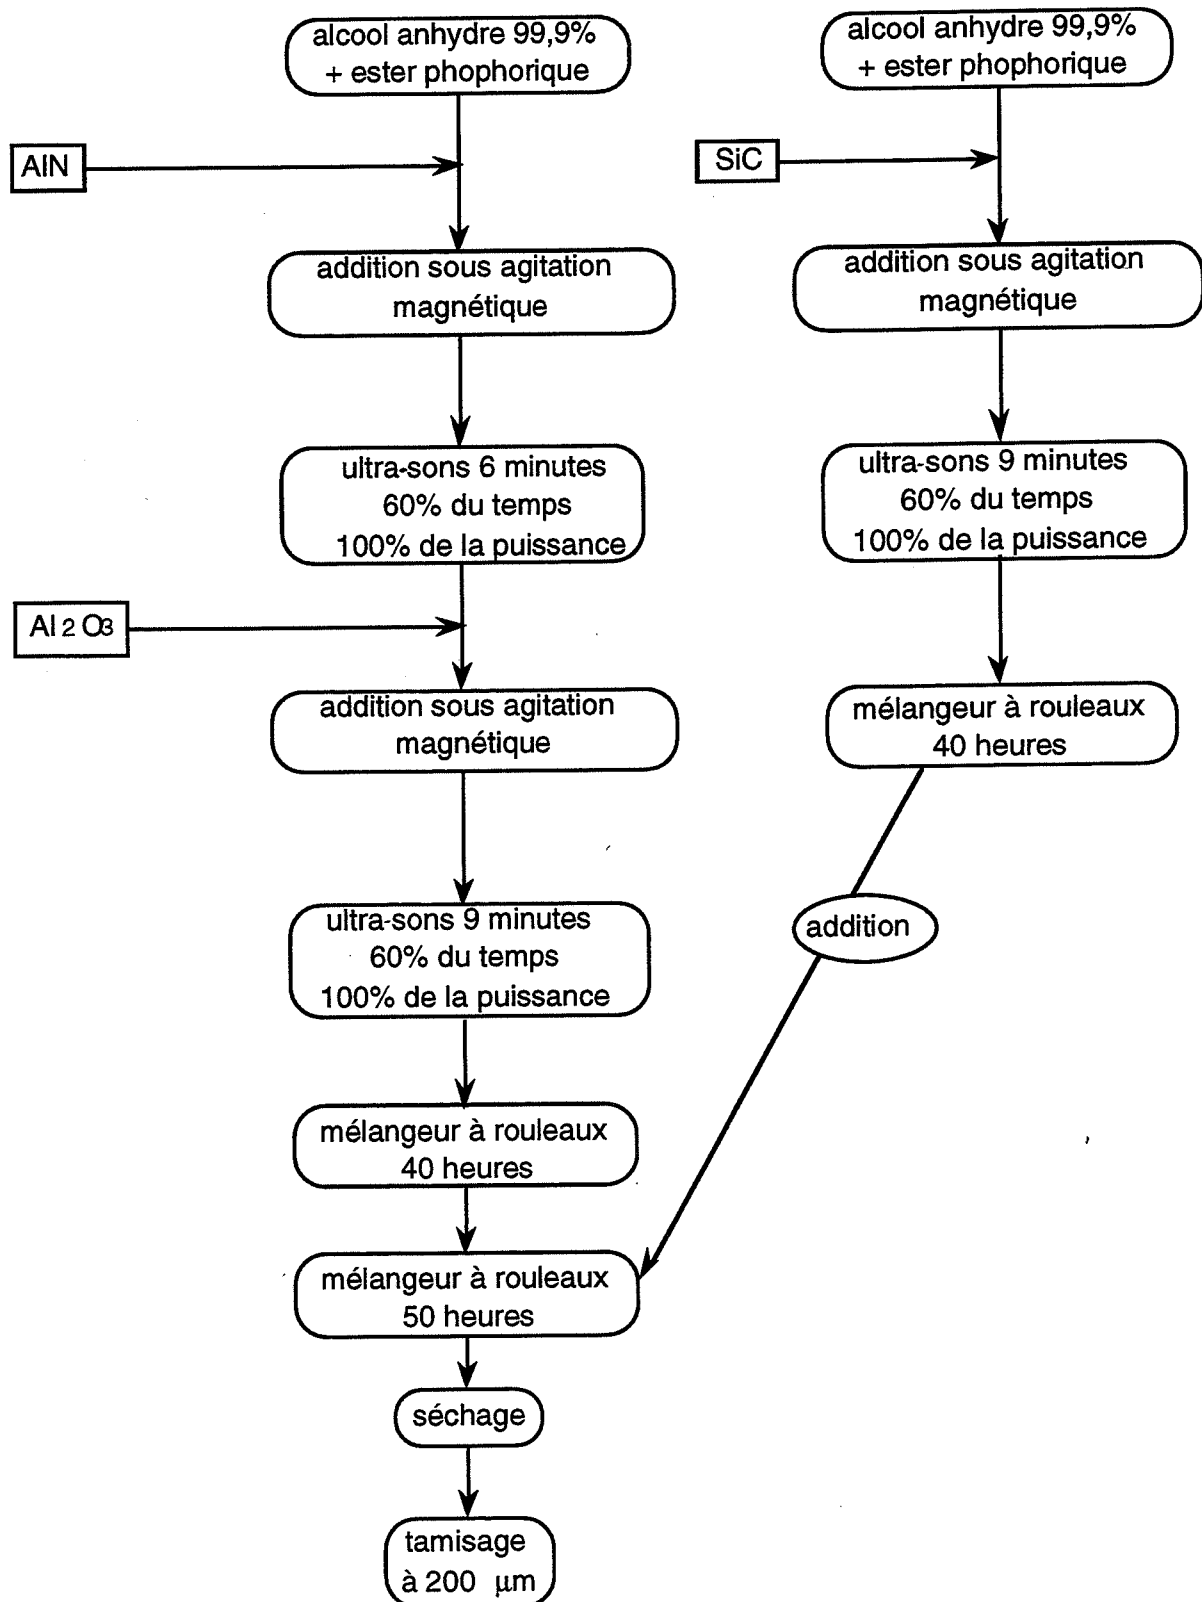 alcool anhydre 99,9%
+ ester phophorique
AlN
addition sous agitation
magnétique
ultra-sons 6 minutes
60% du temps
100% de la puissance
Al 2 O3
addition sous agitation
magnétique
ultra-sons 9 minutes
60% du temps
100% de la puissance
mélangeur à rouleaux
40 heures
alcool anhydre 99,9%
+ ester phophorique
SiC
addition sous agitation
magnétique
ultra-sons 9 minutes
60% du temps
100% de la puissance
mélangeur à rouleaux
40 heures
addition
mélangeur à rouleaux
50 heures
séchage
tamisage
à 200 µm